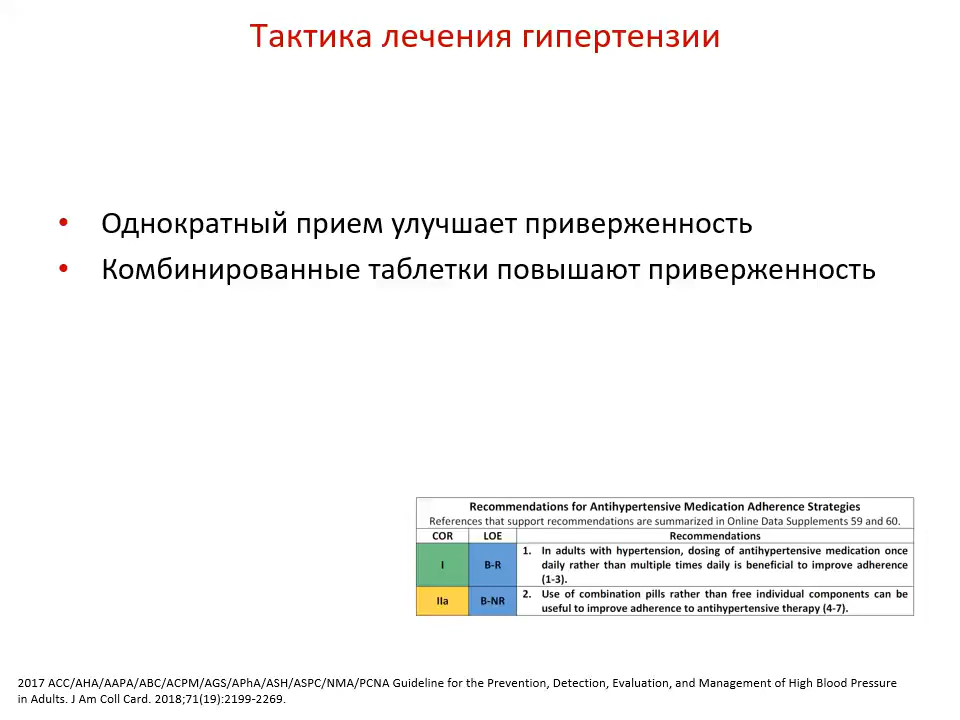 Тактика лечения гипертензии
• Однократный прием улучшает приверженность
• Комбинированные таблетки повышают приверженность
Recommendations for Antihypertensive Medication Adherence Strategies
References that support recommendations are summarized in Online Data Supplements 59 and 60.
COR LOE Recommendations
I B-R 1. In adults with hypertension, dosing of antihypertensive medication once
daily rather than multiple times daily is beneficial to improve adherence
(1-3).
IIa B-NR 2. Use of combination pills rather than free individual components can be
useful to improve adherence to antihypertensive therapy (4-7).
2017 ACC/AHA/AAPA/ABC/ACPM/AGS/APhA/ASH/ASPC/NMA/PCNA Guideline for the Prevention, Detection, Evaluation, and Management of High Blood Pressure
in Adults. J Am Coll Card. 2018;71(19):2199-2269.